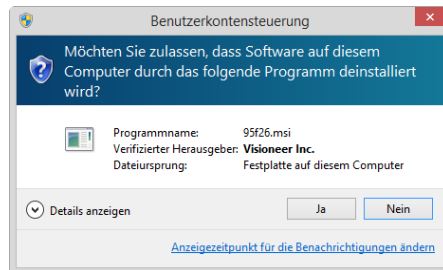 Benutzerkontensteuerung
Möchten Sie zulassen, dass Software auf diesem
Computer durch das folgende Programm deinstalliert
wird?
Programmname: 95f26.msi
Verifizierter Herausgeber: Visioneer Inc.
Dateiursprung: Festplatte auf diesem Computer
Details anzeigen Ja Nein
Anzeigezeitpunkt für die Benachrichtigungen ändern